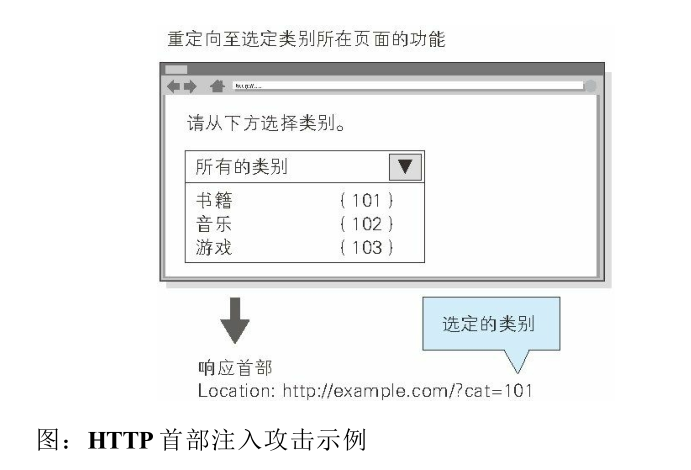 重定向至选定类别所在页面的功能
请从下方选择类别。
所有的类别 ▼
书籍 { 101 }
音乐 { 102 }
游戏 { 103 }
选定的类别
响应首部
Location: http://example.com/?cat=101
图：HTTP 首部注入攻击示例